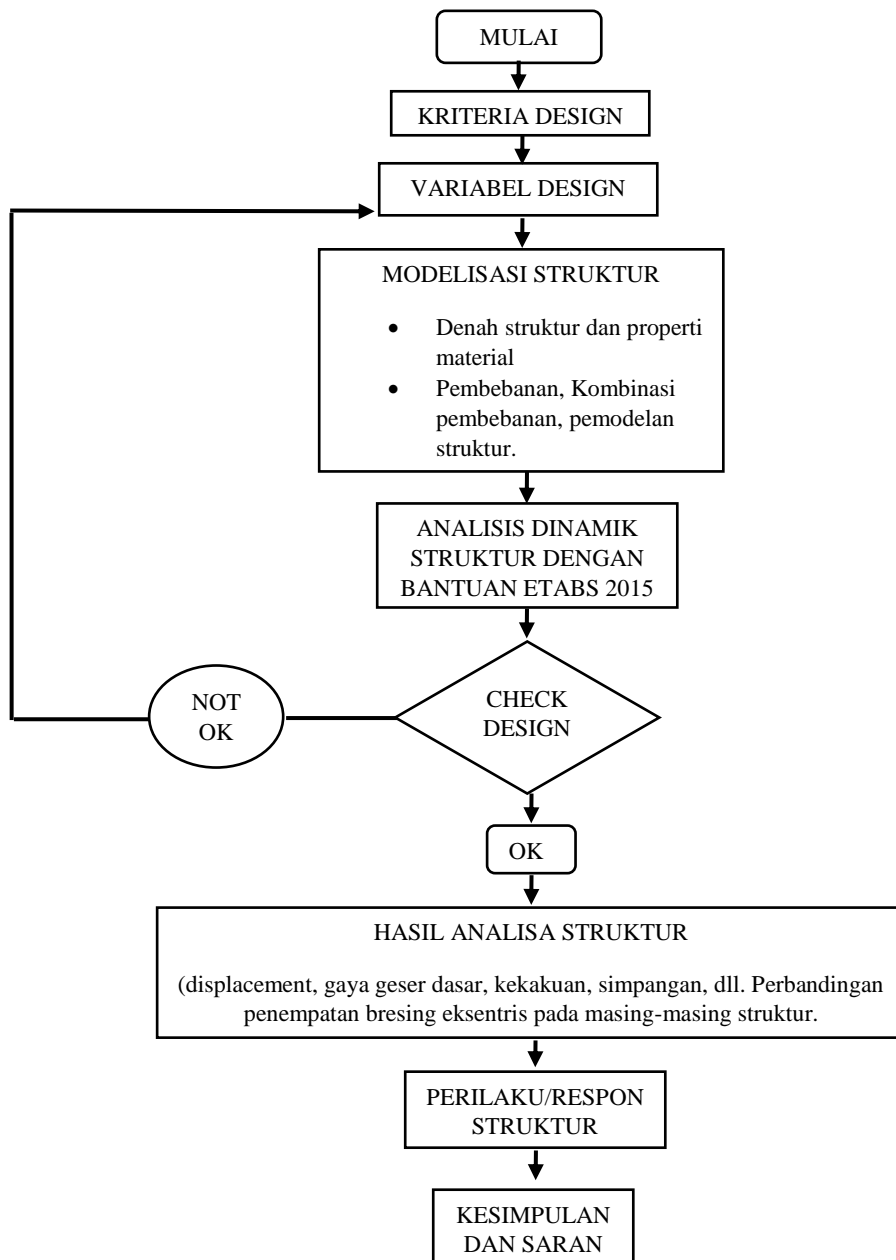 MULAI
KRITERIA DESIGN
VARIABEL DESIGN
MODELISASI STRUKTUR
• Denah struktur dan properti
material
• Pembebanan, Kombinasi
pembebanan, pemodelan
struktur.
ANALISIS DINAMIK
STRUKTUR DENGAN
BANTUAN ETABS 2015
NOT
OK
CHECK
DESIGN
OK
HASIL ANALISA STRUKTUR
(displacement, gaya geser dasar, kekakuan, simpangan, dll. Perbandingan
penempatan bresing eksentris pada masing-masing struktur.
PERILAKU/RESPON
STRUKTUR
KESIMPULAN
DAN SARAN